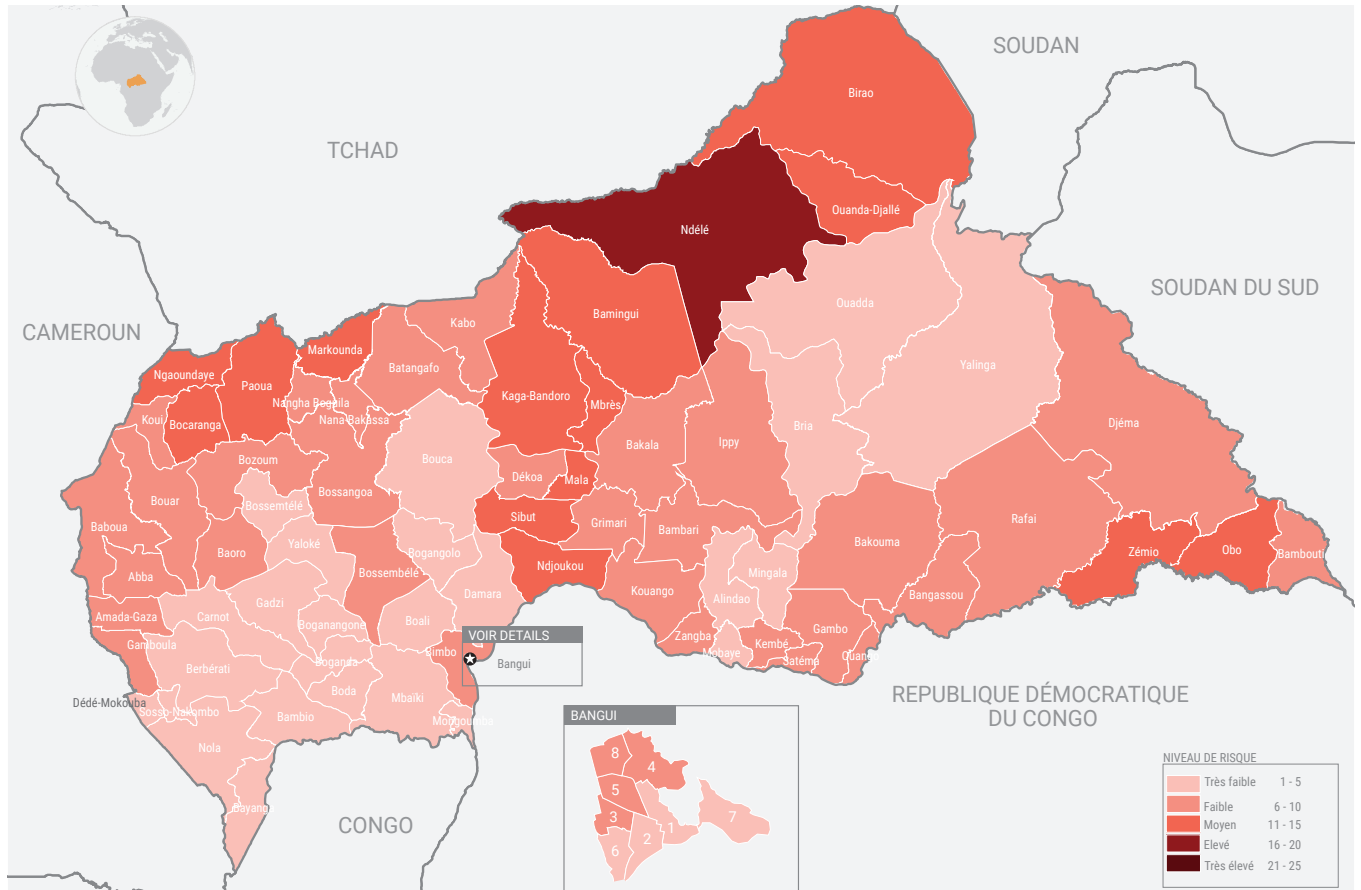 SOUDAN
Birao
TCHAD
Ouanda-Djallé
Ndélé
SOUDAN DU SUD
Ouadda
Bamingui
Kabo
CAMEROUN
Markounda
Batangafo
Yalinga
Ngaoundaye
Paoua
Kaga-Bandoro
Nangha Boguila
Mbrès
Koui
Bocaranga
Nana-Bakassa
Djéma
Bria
Ippy
Bakala
Bouca
Bozoum
Dékoa
Mala
Bossangoa
Bouar
Bossemtélé
Sibut
Rafai
Baboua
Grimari
Bambari
Bakouma
Yaloké
Baoro
Bogangolo
Zémio
Obo
Bambouti
Ndjoukou
Bossembélé
Mingala
Abba
Kouango
Damara
Bangassou
Alindao
Gadzi
Amada-Gaza
Carnot
Boganangone
Boali
Gambo
Zangba
VOIR DETAILS
Gamboula
Bimbo
Mobaye
Kembé
Satéma
Ouango
Bangui
Boganda
Berbérati
Boda
Mbaïki
REPUBLIQUE DÉMOCRATIQUE
DU CONGO
Dédé-Mokouba
Sosso-Nakombo
Bambio
Moggoumba
BANGUI
Nola
8
4
5
3
1
7
2
6
Bayanga
CONGO
NIVEAU DE RISQUE
Très faible 1 - 5
Faible 6 - 10
Moyen 11 - 15
Elevé 16 - 20
Très élevé 21 - 25